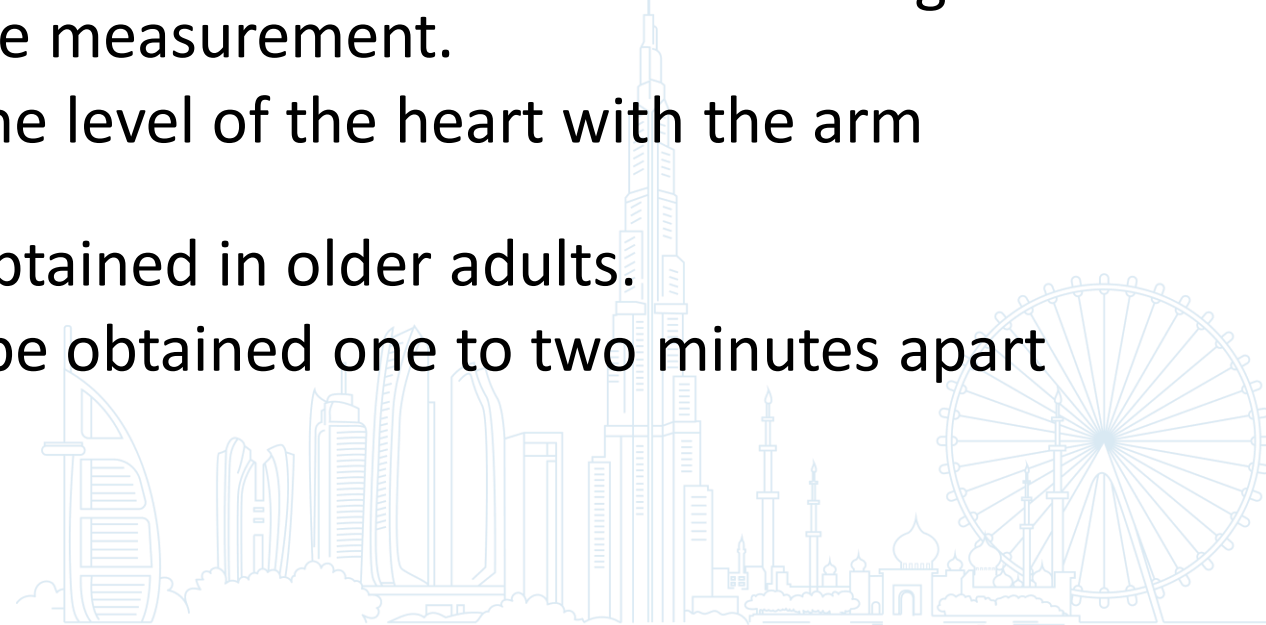 e measurement.
he level of the heart with the arm
btained in older adults.
be obtained one to two minutes apart